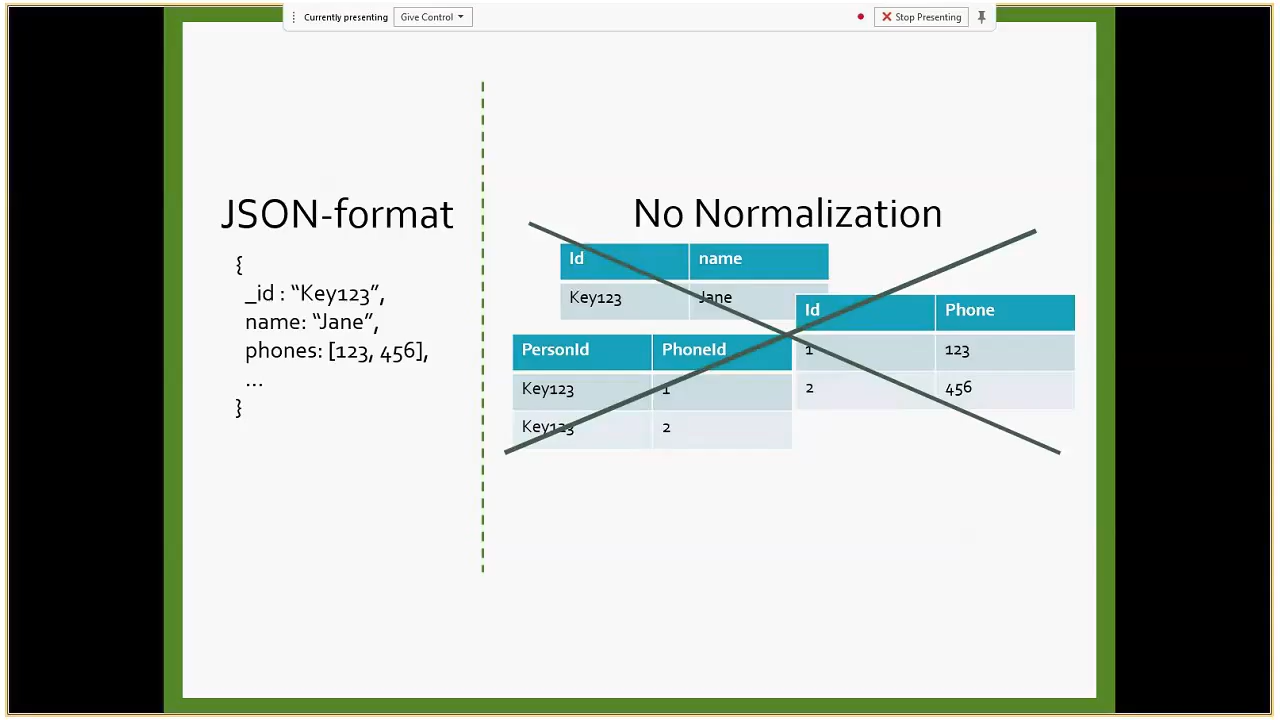 Currently presenting Give Control Stop Presenting
JSON-format
{
_id : “Key123”,
name: “Jane”,
phones: [123, 456],
...
}
No Normalization
Id name
Key123 Jane
Id Phone
1 123
2 456
PersonId PhoneId
Key123 1
Key123 2